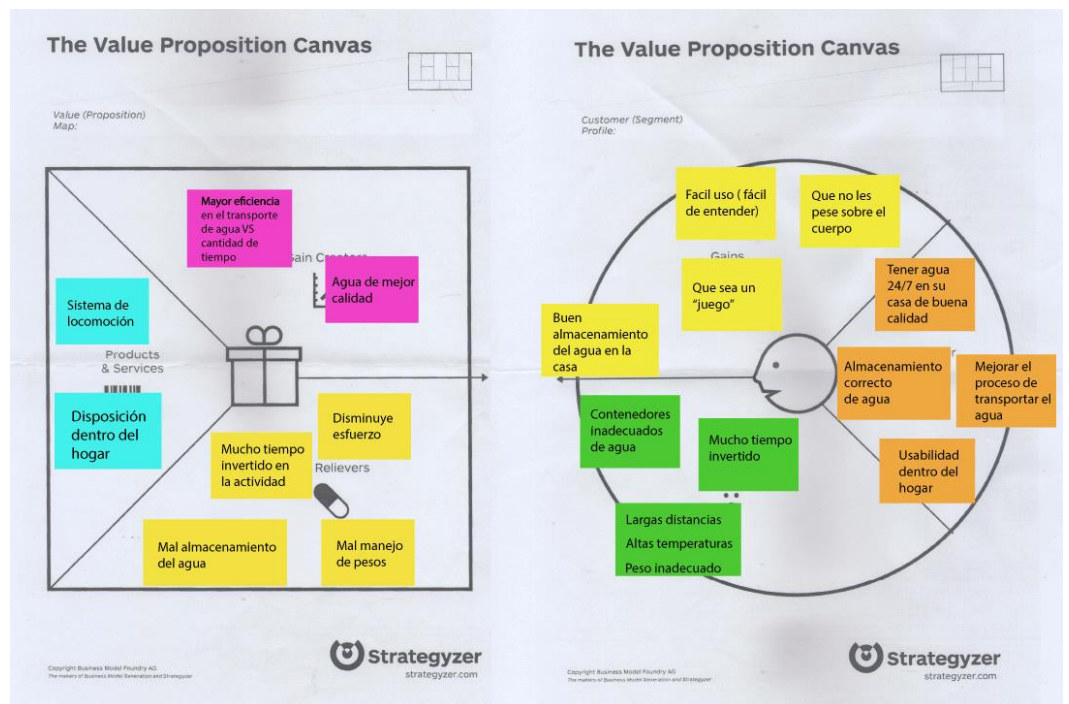 The Value Proposition Canvas
Value (Proposition)
Map:
Mayor eficiencia
en el transporte
de agua VS
cantidad de
tiempo
Agua de mejor
calidad
Sistema de
locomoción
Products
& Services
Disposición
dentro del
hogar
Disminuye
esfuerzo
Mucho tiempo
invertido en
la actividad
Relievers
Mal almacenamiento
del agua
Mal manejo
de pesos
Copyright Business Model Foundry AG
The makers of Business Model Generation and Strategyzer
Strategyzer
strategyzer.com
The Value Proposition Canvas
Customer (Segment)
Profile:
Facil uso ( fácil
de entender)
Que no les
pese sobre el
cuerpo
Gains
Que sea un
"juego"
Tener agua
24/7 en su
casa de buena
calidad
Buen
almacenamiento
del agua en la
casa
Almacenamiento
correcto
de agua
Mejorar el
proceso de
transportar el
agua
Contenedores
inadecuados
de agua
Mucho tiempo
invertido
Usabilidad
dentro del
hogar
Largas distancias
Altas temperaturas
Peso inadecuado
Copyright Business Model Foundry AG
The makers of Business Model Generation and Strategyzer
Strategyzer
strategyzer.com